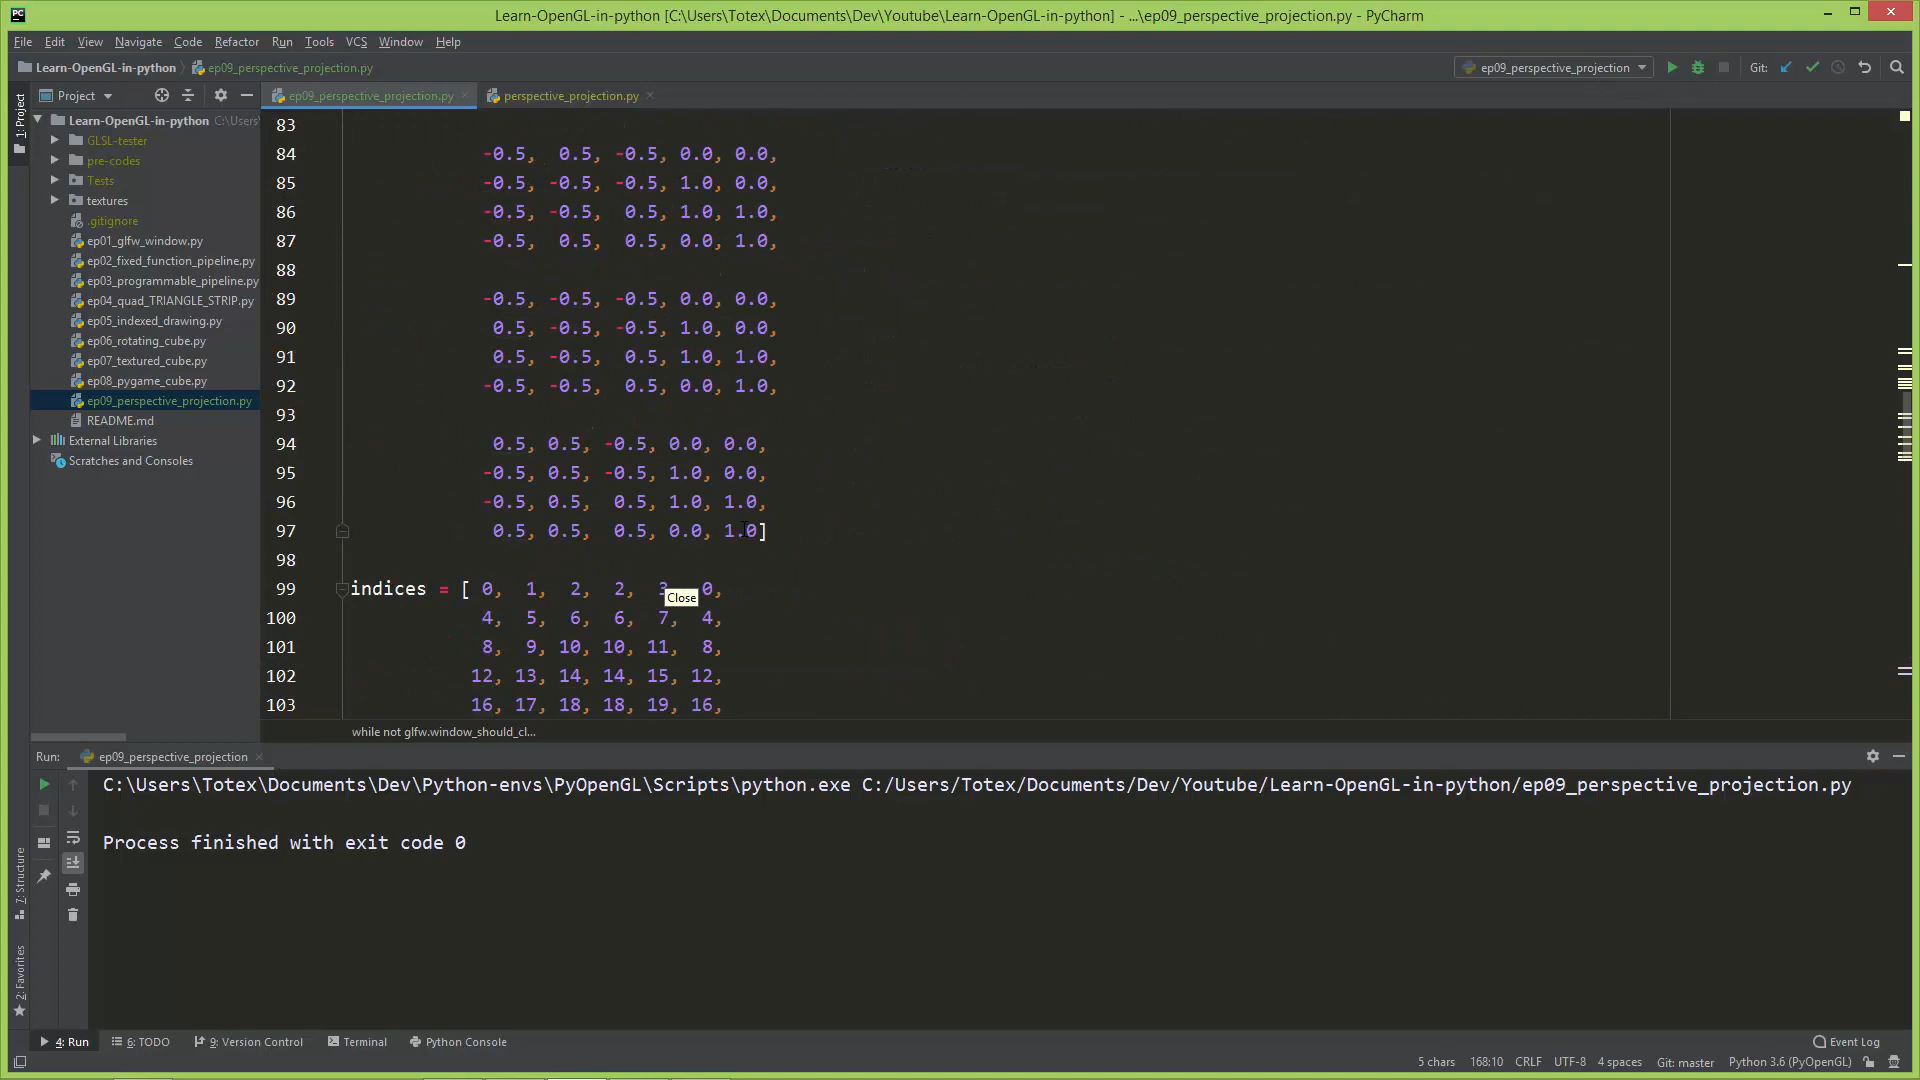 Learn-OpenGL-in-python [C:\Users\Totex\Documents\Dev\Youtube\Learn-OpenGL-in-python] - ...\ep09_perspective_projection.py - PyCharm
File Edit View Navigate Code Refactor Run Tools VCS Window Help
Learn-OpenGL-in-python ep09_perspective_projection.py
ep09_perspective_projection Git:
Project
ep09_perspective_projection.py perspective_projection.py
1: Project
Learn-OpenGL-in-python C:\Users\
GLSL-tester
pre-codes
Tests
textures
.gitignore
ep01_glfw_window.py
ep02_fixed_function_pipeline.py
ep03_programmable_pipeline.py
ep04_quad_TRIANGLE_STRIP.py
ep05_indexed_drawing.py
ep06_rotating_cube.py
ep07_textured_cube.py
ep08_pygame_cube.py
ep09_perspective_projection.py
README.md
External Libraries
Scratches and Consoles
83
84 -0.5, 0.5, -0.5, 0.0, 0.0,
85 -0.5, -0.5, -0.5, 1.0, 0.0,
86 -0.5, -0.5, 0.5, 1.0, 1.0,
87 -0.5, 0.5, 0.5, 0.0, 1.0,
88
89 -0.5, -0.5, -0.5, 0.0, 0.0,
90 0.5, -0.5, -0.5, 1.0, 0.0,
91 0.5, -0.5, 0.5, 1.0, 1.0,
92 -0.5, -0.5, 0.5, 0.0, 1.0,
93
94 0.5, 0.5, -0.5, 0.0, 0.0,
95 -0.5, 0.5, -0.5, 1.0, 0.0,
96 -0.5, 0.5, 0.5, 1.0, 1.0,
97 0.5, 0.5, 0.5, 0.0, 1.0]
98
99 indices = [ 0, 1, 2, 2, 3 0,
Close
100 4, 5, 6, 6, 7, 4,
101 8, 9, 10, 10, 11, 8,
102 12, 13, 14, 14, 15, 12,
103 16, 17, 18, 18, 19, 16,
while not glfw.window_should_cl...
Run: ep09_perspective_projection
C:\Users\Totex\Documents\Dev\Python-envs\PyOpenGL\Scripts\python.exe C:/Users/Totex/Documents/Dev/Youtube/Learn-OpenGL-in-python/ep09_perspective_projection.py
Process finished with exit code 0
7: Structure
2: Favorites
4: Run 6: TODO 9: Version Control Terminal Python Console Event Log
5 chars 168:10 CRLF UTF-8 4 spaces Git: master Python 3.6 (PyOpenGL)